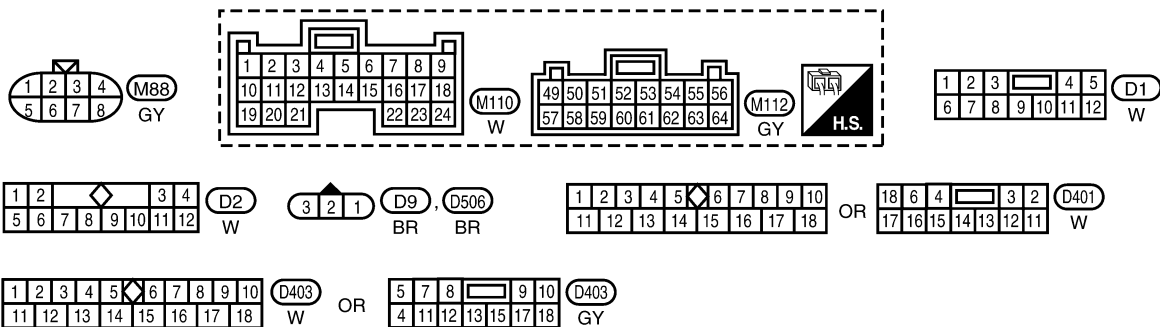 1 2 3 4
5 6 7 8
M88
GY
1 2 3 4 5 6 7 8 9
10 11 12 13 14 15 16 17 18
19 20 21 22 23 24
M110
W
49 50 51 52 53 54 55 56
57 58 59 60 61 62 63 64
M112
GY
H.S.
1 2 3 4 5
6 7 8 9 10 11 12
D1
W
1 2 3 4
5 6 7 8 9 10 11 12
D2
W
3 2 1
D9 , D506
BR BR
1 2 3 4 5 6 7 8 9 10
11 12 13 14 15 16 17 18
OR
18 6 4 3 2
17 16 15 14 13 12 11
D401
W
1 2 3 4 5 6 7 8 9 10
11 12 13 14 15 16 17 18
D403
W
OR
5 7 8 9 10
4 11 12 13 15 17 18
D403
GY